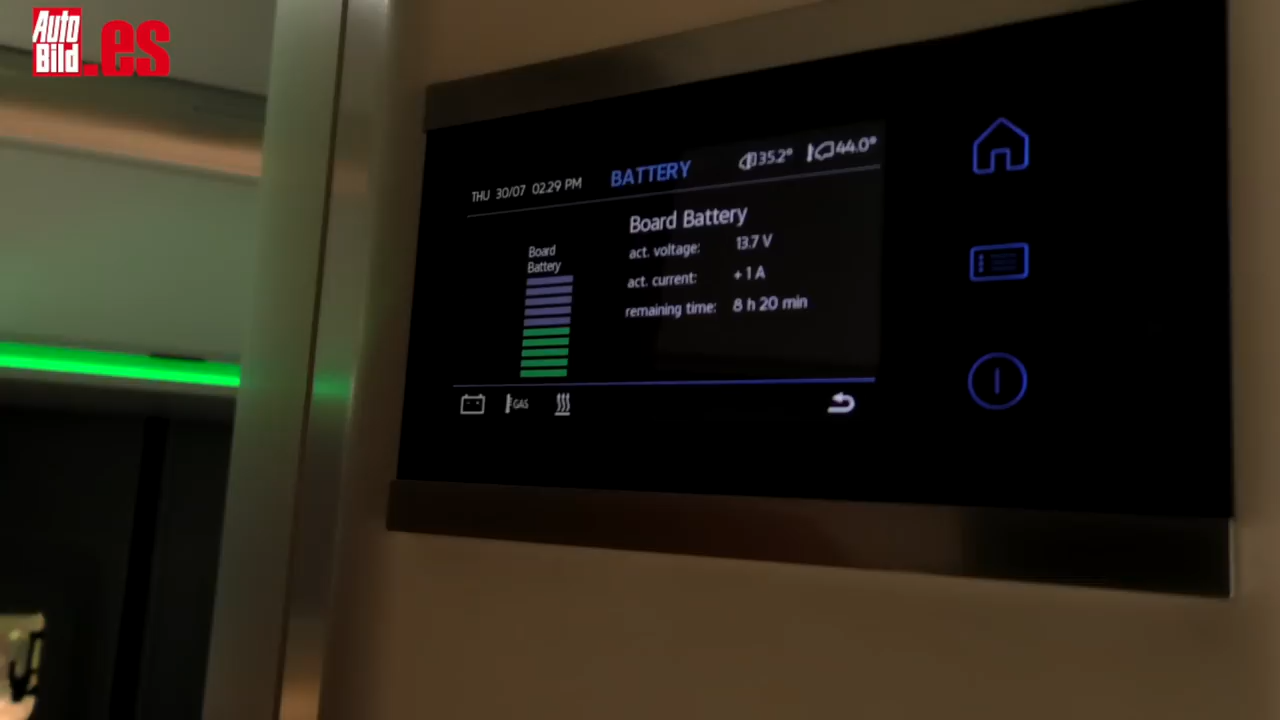 Auto
Bild
.es
THU 30/07 02.29 PM
BATTERY
35.2°
44.0°
Board Battery
act. voltage: 13.7 V
act. current: + 1 A
remaining time: 8 h 20 min
Board
Battery
GAS